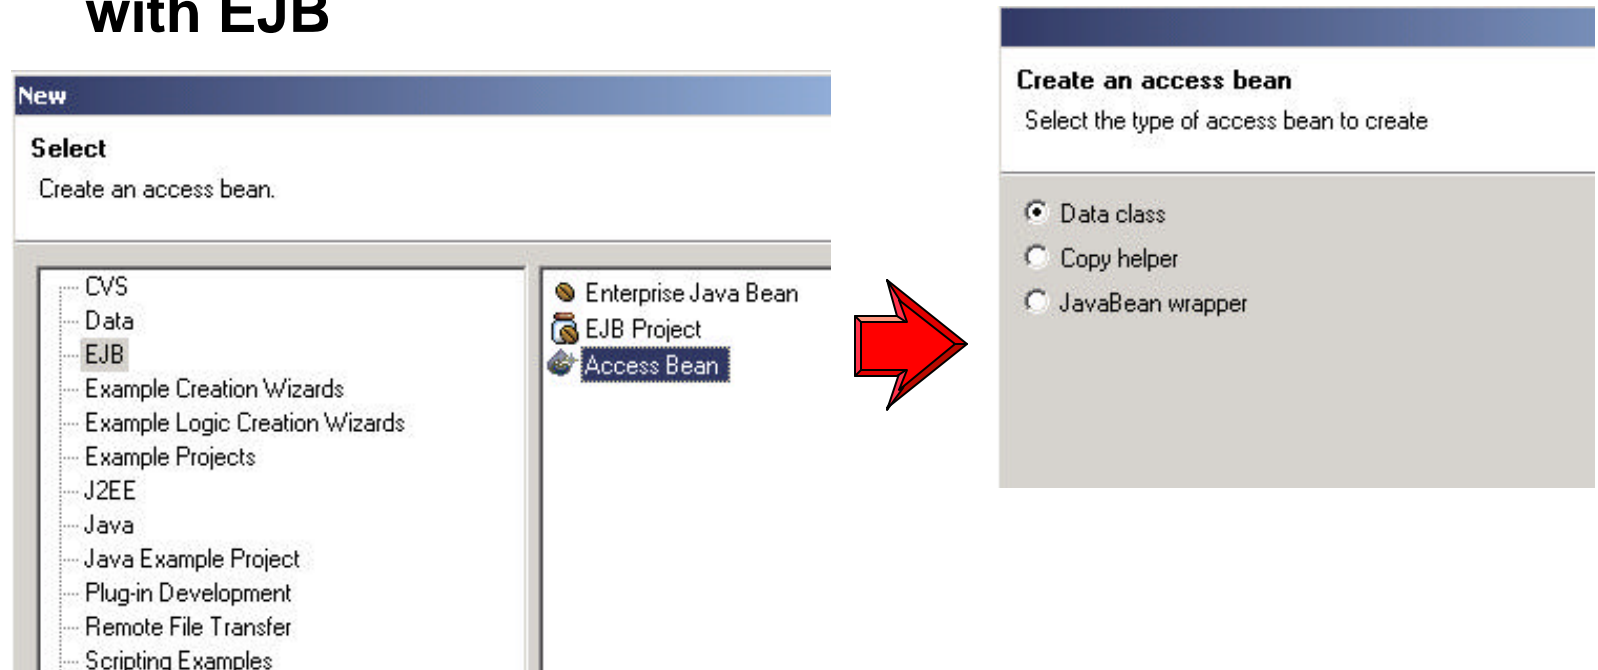 with EJB
New
Select
Create an access bean.
CVS
Data
EJB
Example Creation Wizards
Example Logic Creation Wizards
Example Projects
J2EE
Java
Java Example Project
Plug-in Development
Remote File Transfer
Scripting Examples
Enterprise Java Bean
EJB Project
Access Bean
Create an access bean
Select the type of access bean to create
Data class
Copy helper
JavaBean wrapper